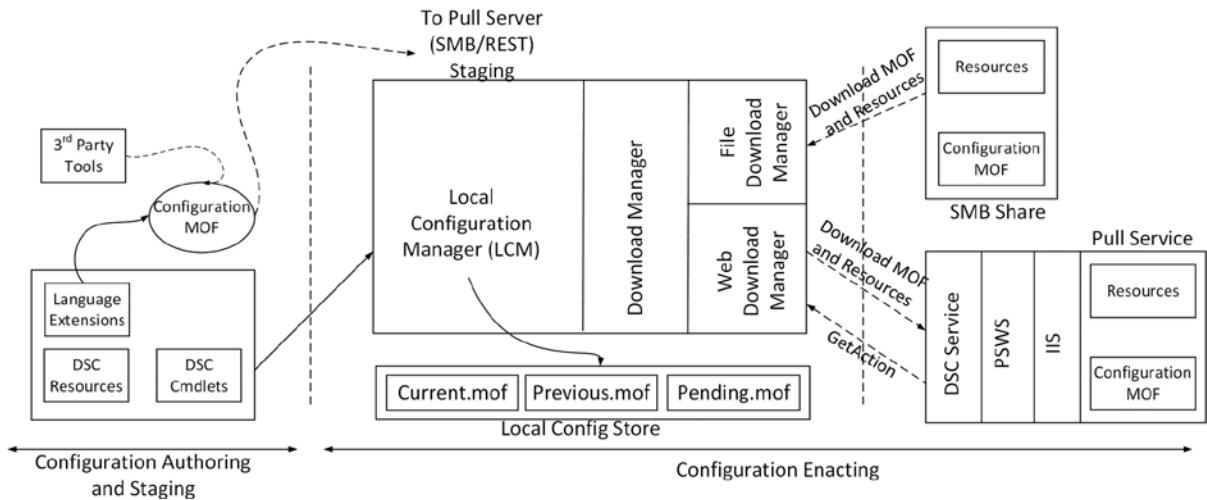 To Pull Server
(SMB/REST)
Staging
3rd Party
Tools
Configuration
MOF
Language
Extensions
DSC
Resources
DSC
Cmdlets
Local
Configuration
Manager (LCM)
Download Manager
File
Download
Manager
Web
Download
Manager
Current.mof
Previous.mof
Pending.mof
Local Config Store
Download MOF
and Resources
Resources
Configuration
MOF
SMB Share
Download MOF
and Resources
GetAction
Pull Service
DSC Service
PSWS
IIS
Resources
Configuration
MOF
Configuration Authoring
and Staging
Configuration Enacting